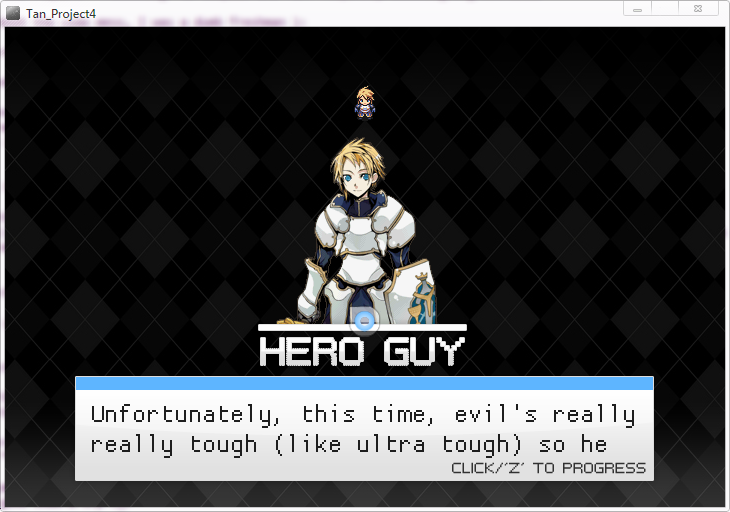 Tan_Project4
HERO GUY
Unfortunately, this time, evil's really
really tough (like ultra tough) so he
CLICK/'Z' TO PROGRESS